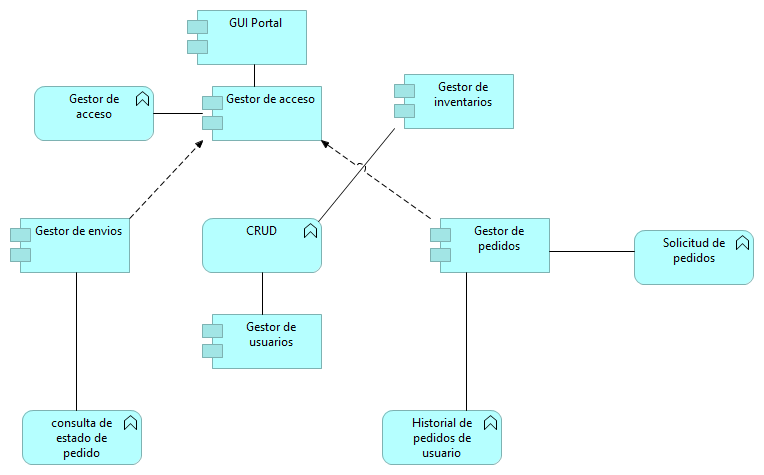 GUI Portal
Gestor de
acceso
Gestor de acceso
Gestor de
inventarios
Gestor de envios
CRUD
Gestor de
pedidos
Solicitud de
pedidos
Gestor de
usuarios
consulta de
estado de
pedido
Historial de
pedidos de
usuario